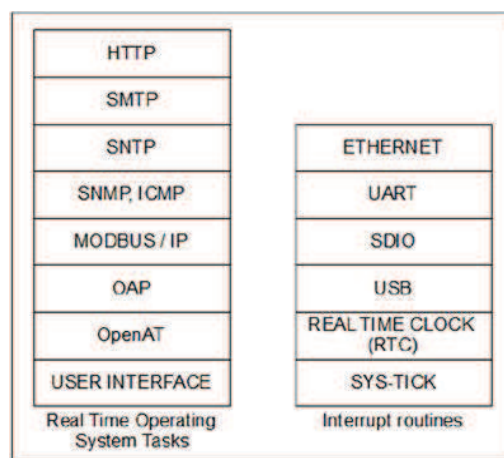 HTTP
SMTP
SNTP
SNMP, ICMP
MODBUS / IP
OAP
OpenAT
USER INTERFACE
Real Time Operating
System Tasks
ETHERNET
UART
SDIO
USB
REAL TIME CLOCK
(RTC)
SYS-TICK
Interrupt routines